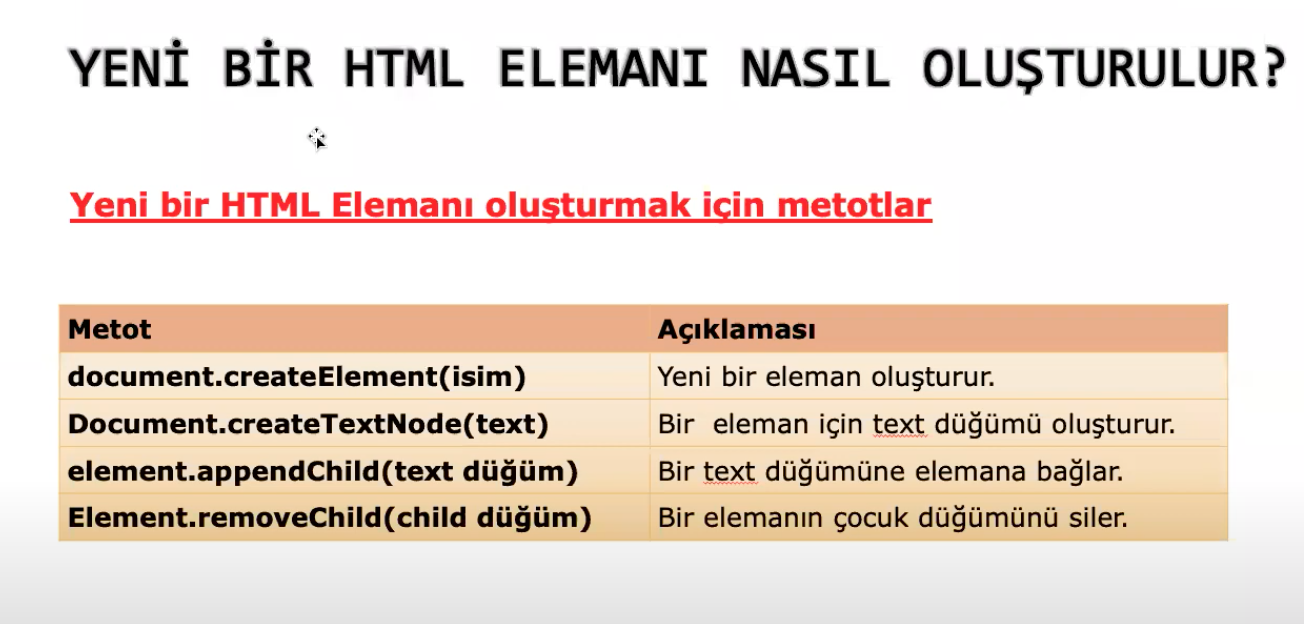 YENİ BİR HTML ELEMANI NASIL OLUŞTURULUR?
Yeni bir HTML Elemanı oluşturmak için metotlar
Metot Açıklaması
document.createElement(isim) Yeni bir eleman oluşturur.
Document.createTextNode(text) Bir eleman için text düğümü oluşturur.
element.appendChild(text düğüm) Bir text düğümüne elemana bağlar.
Element.removeChild(child düğüm) Bir elemanın çocuk düğümünü siler.